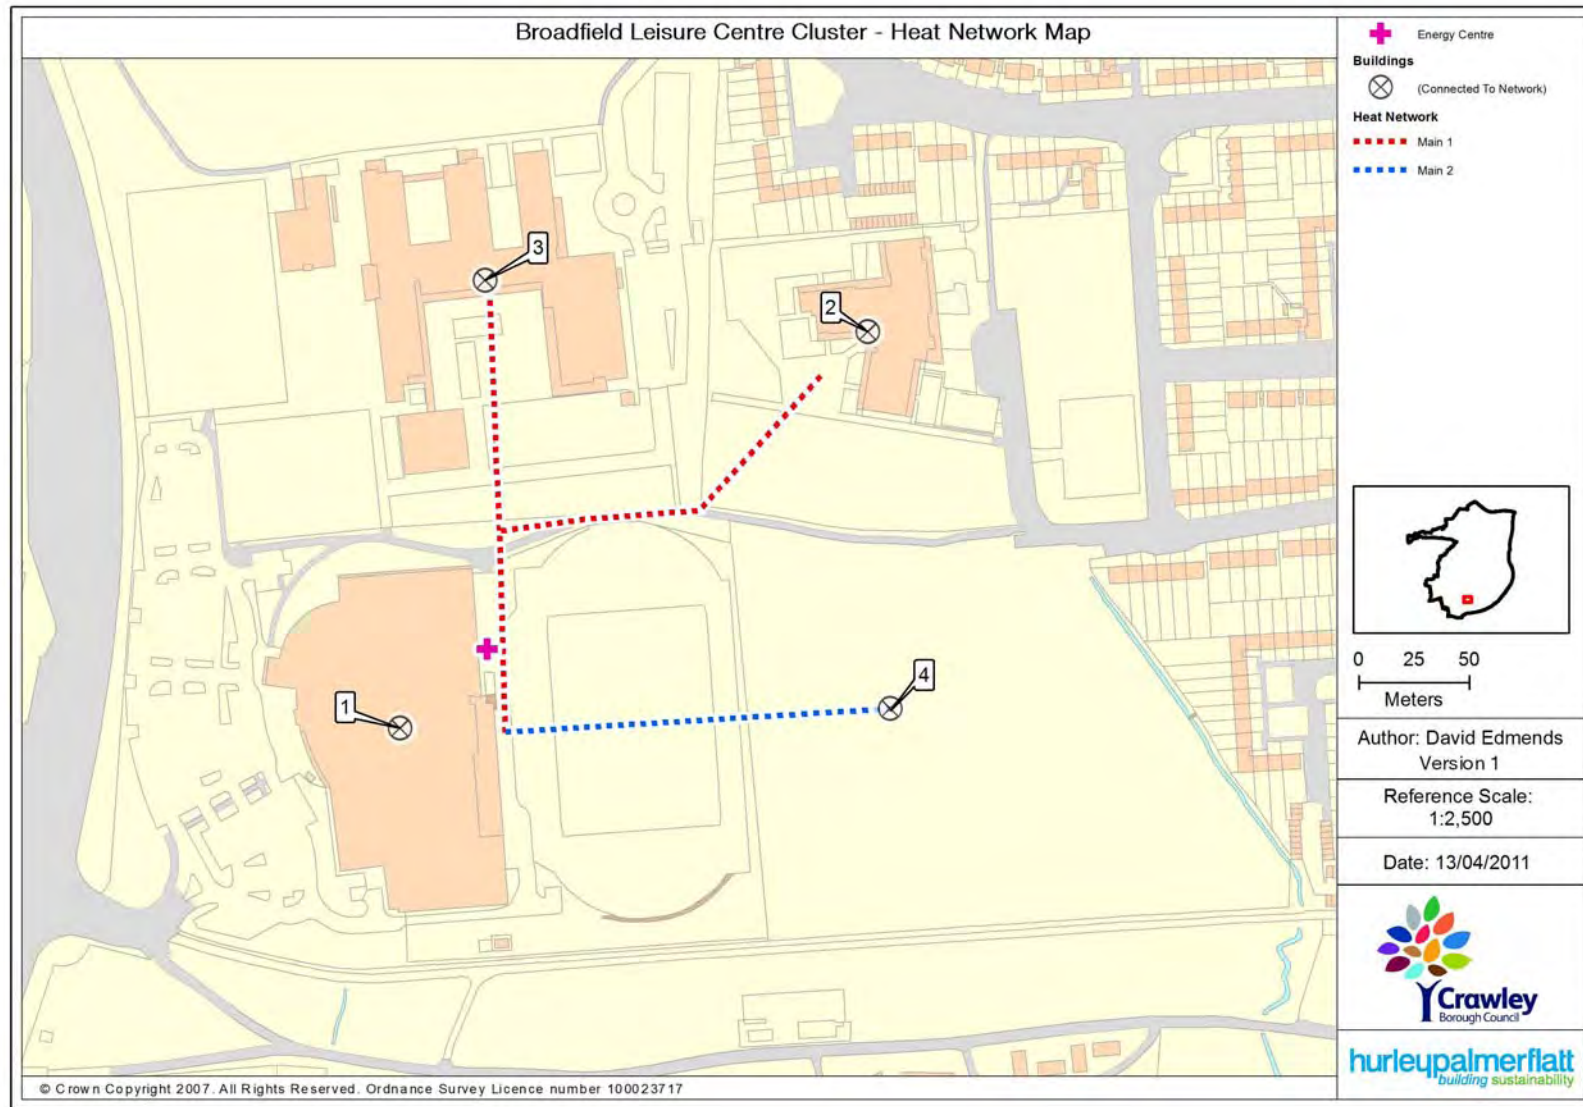 Broadfield Leisure Centre Cluster - Heat Network Map
Energy Centre
Buildings
(Connected To Network)
Heat Network
Main 1
Main 2
3
2
4
1
0 25 50
Meters
Author: David Edmends
Version 1
Reference Scale:
1:2,500
Date: 13/04/2011
Crawley
Borough Council
hurleypalmerflatt
building sustainability
© Crown Copyright 2007. All Rights Reserved. Ordnance Survey Licence number 100023717